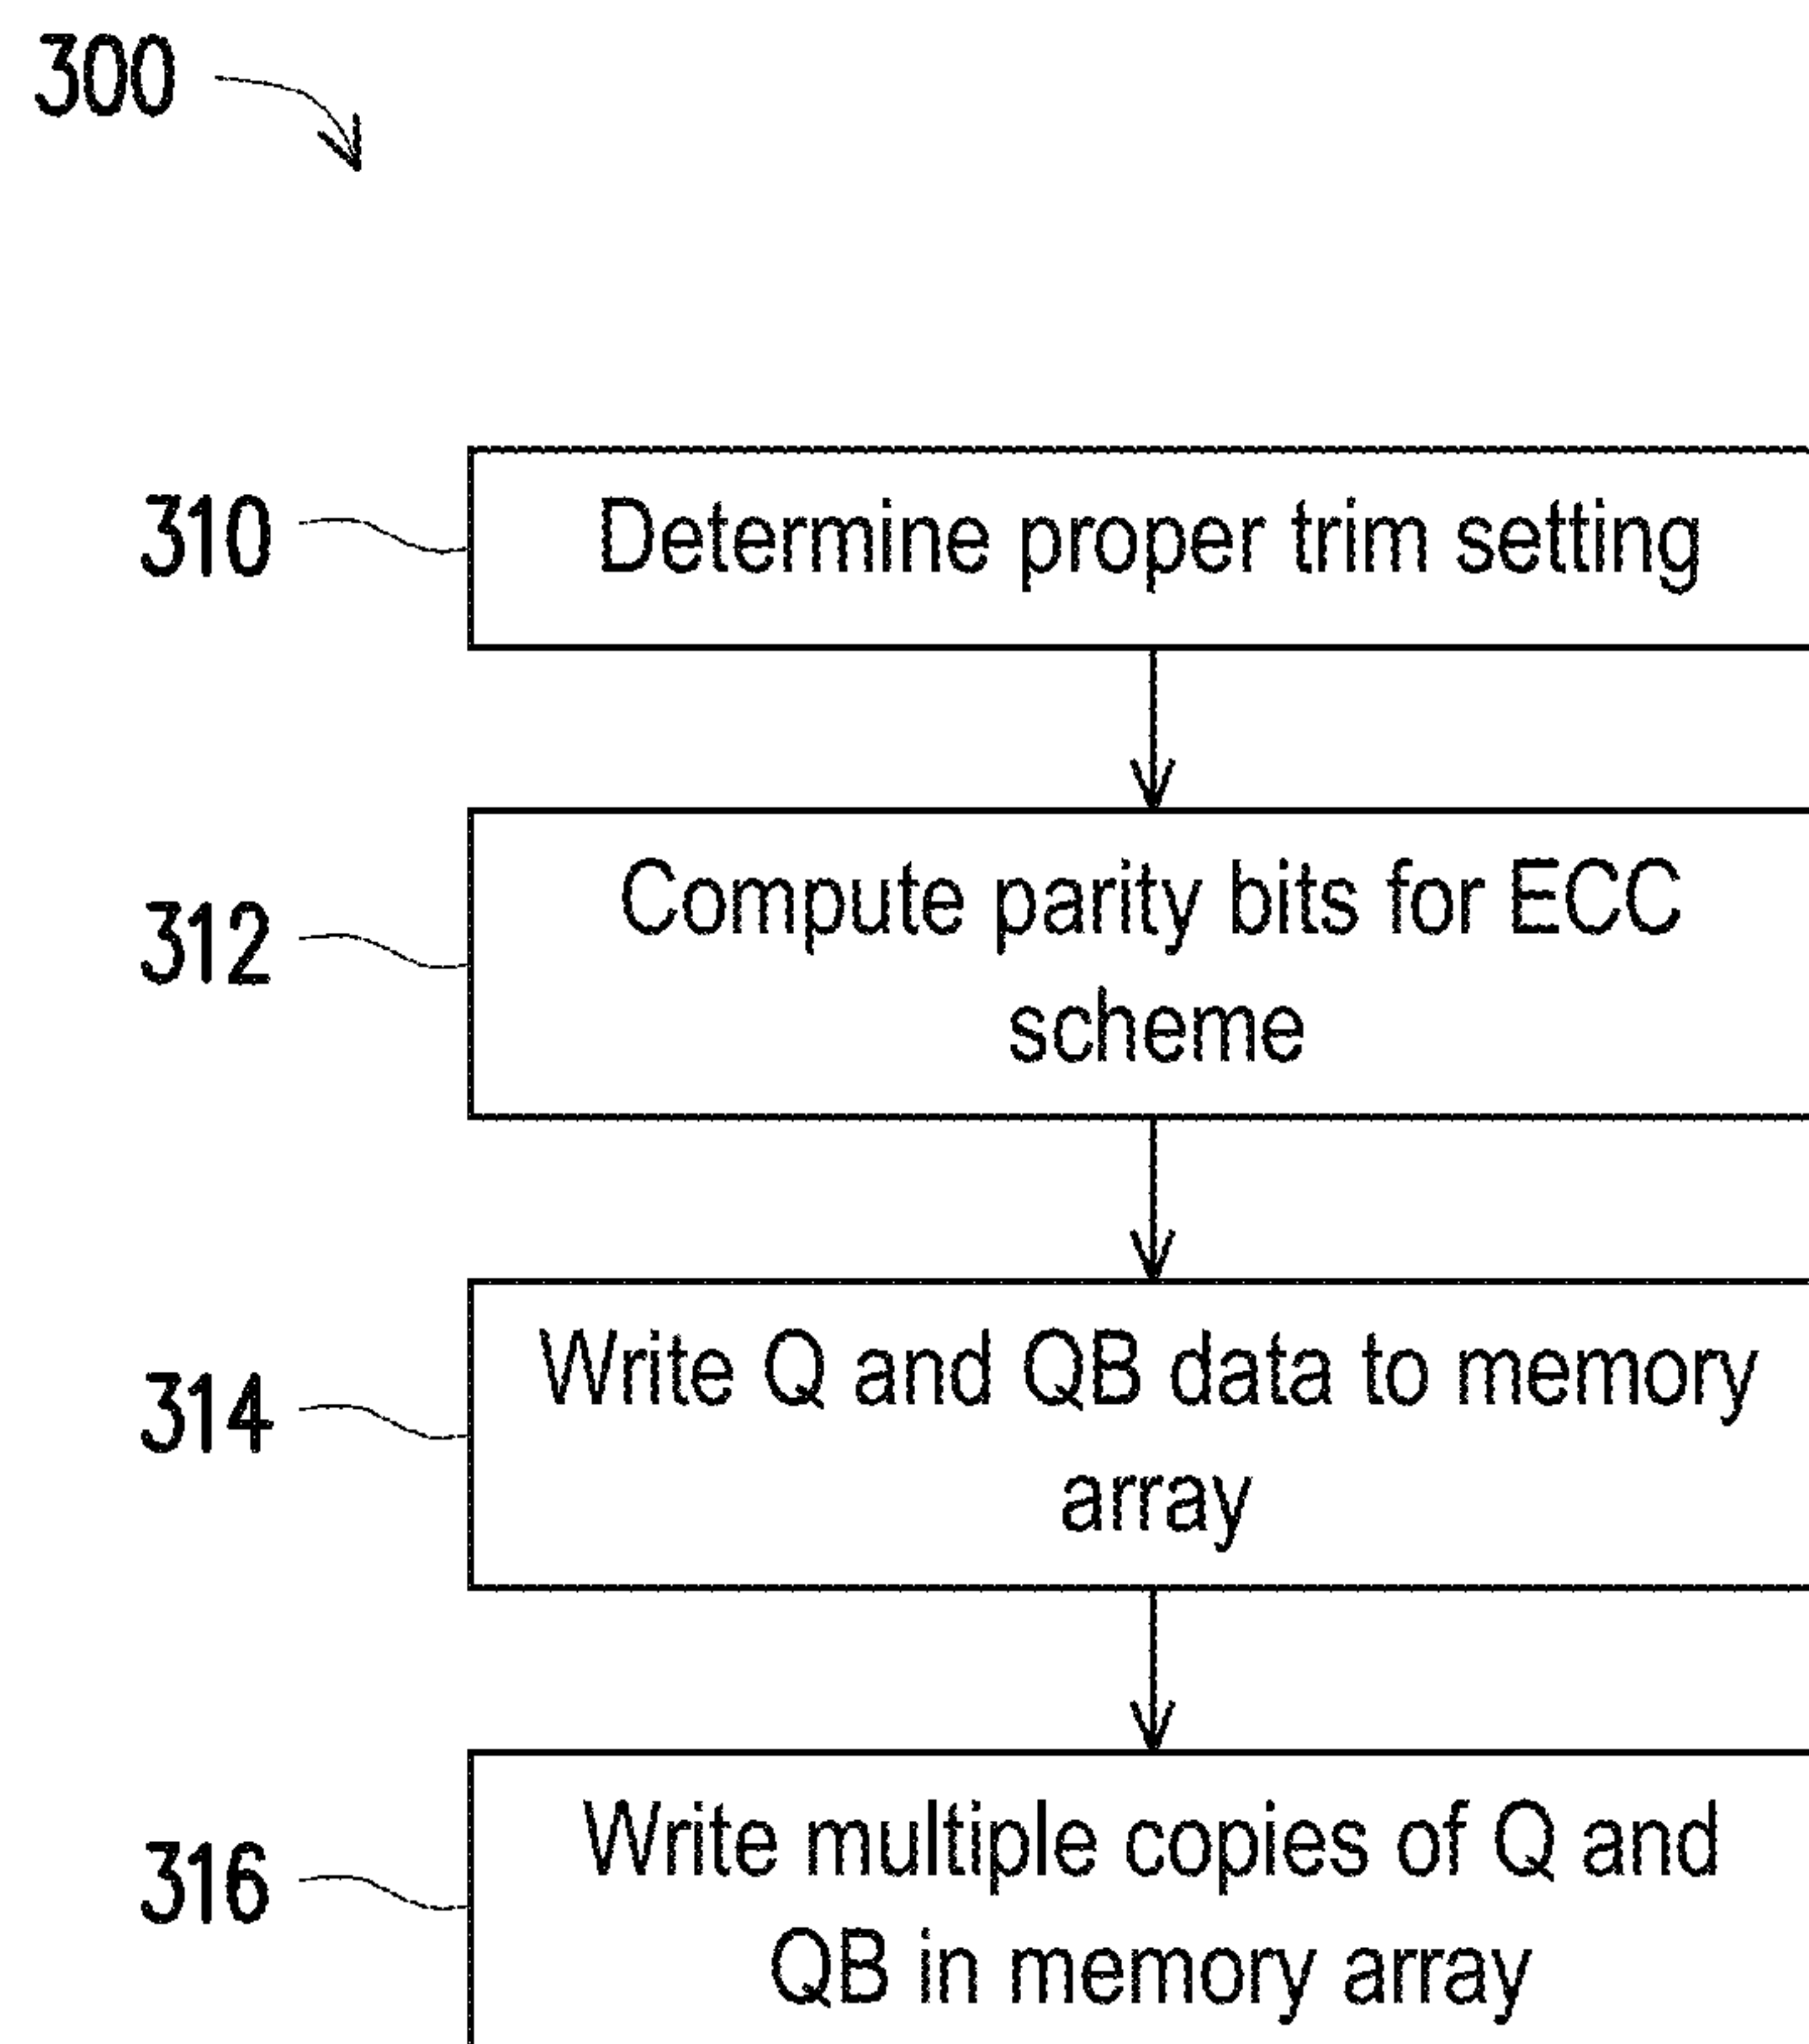 300
310
Determine proper trim setting
312
Compute parity bits for ECC
scheme
314
Write Q and QB data to memory
array
316
Write multiple copies of Q and
QB in memory array